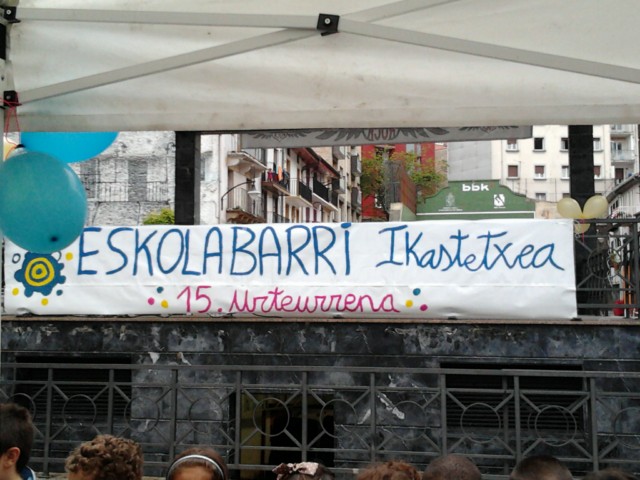 bbk
ESKOLABARRI IKastetxea
15. urteurrena